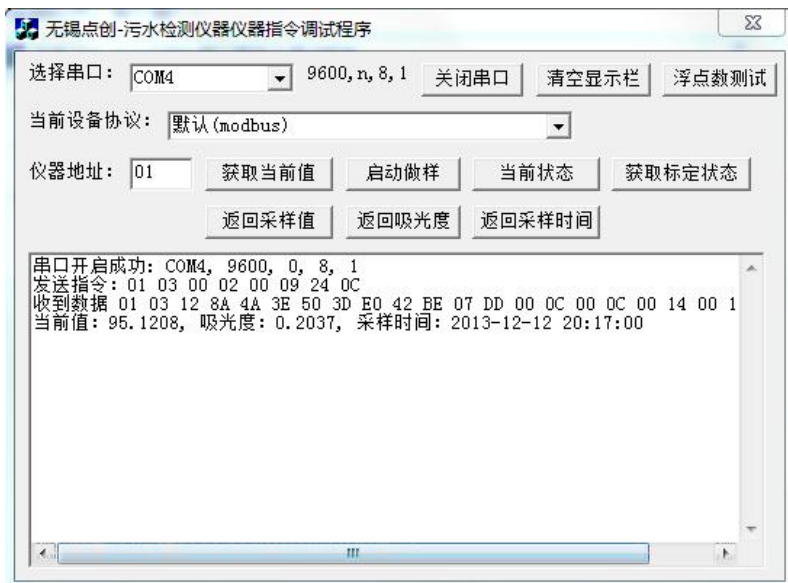 无锡点创-污水检测仪器仪器指令调试程序
选择串口： COM4 9600,n,8,1 关闭串口 清空显示栏 浮点数测试
当前设备协议： 默认(modbus)
仪器地址： 01 获取当前值 启动做样 当前状态 获取标定状态
返回采样值 返回吸光度 返回采样时间
串口开启成功: COM4, 9600, 0, 8, 1
发送指令: 01 03 00 02 00 09 24 0C
收到数据 01 03 12 8A 4A 3E 50 3D E0 42 BE 07 DD 00 0C 00 0C 00 14 00 1
当前值: 95.1208, 吸光度: 0.2037, 采样时间: 2013-12-12 20:17:00